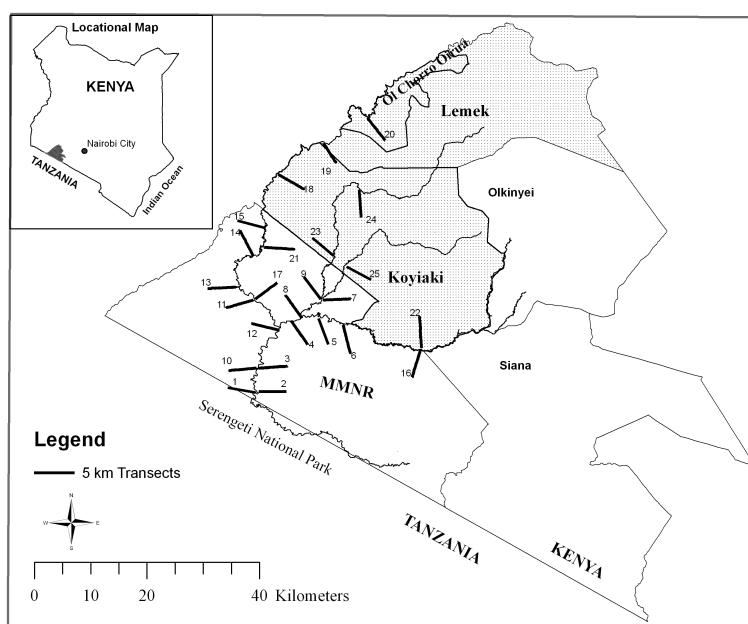 Locational Map
KENYA
Nairobi City
TANZANIA
Indian Ocean
Ol Chorro Oirua
Lemek
20
19
18
Olkinyei
24
15
14
23
21
Koyiaki
25
13
17
9
8
7
11
22
12
4
5
6
Siana
10
3
16
MMNR
1
2
Serengeti National Park
Legend
5 km Transects
N
W
E
S
TANZANIA
KENYA
0
10
20
40
Kilometers